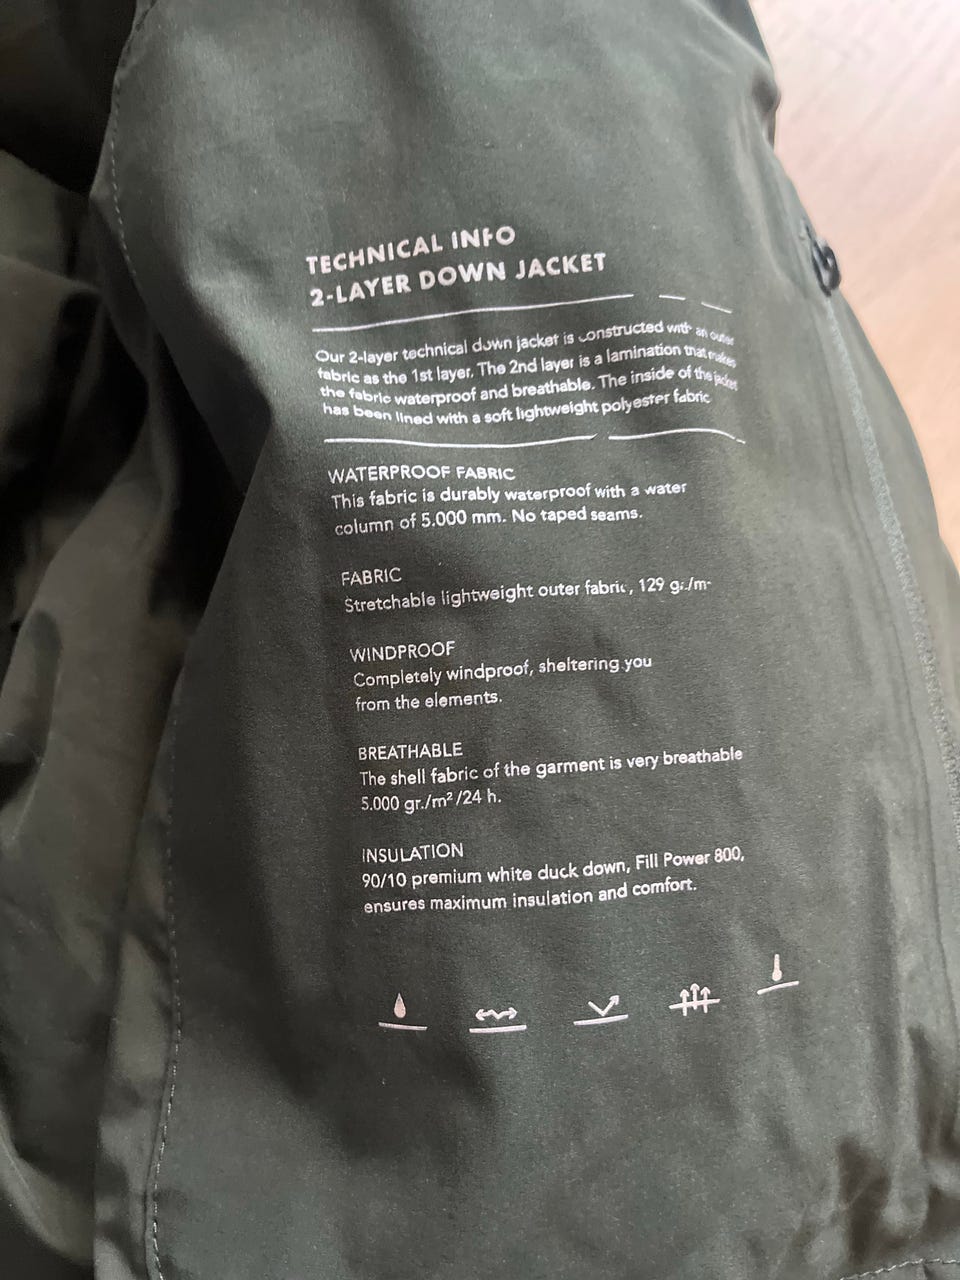 TECHNICAL INFO
2-LAYER DOWN JACKET
Our 2-layer technical down jacket is constructed with an outer
fabric as the 1st layer. The 2nd layer is a lamination that makes
the fabric waterproof and breathable. The inside of the jacket
has been lined with a soft lightweight polyester fabric
WATERPROOF FABRIC
This fabric is durably waterproof with a water
column of 5.000 mm. No taped seams.
FABRIC
Stretchable lightweight outer fabric, 129 g./m²
WINDPROOF
Completely windproof, sheltering you
from the elements.
BREATHABLE
The shell fabric of the garment is very breathable
5.000 gr./m²/24 h.
INSULATION
90/10 premium white duck down, Fill Power 800,
ensures maximum insulation and comfort.